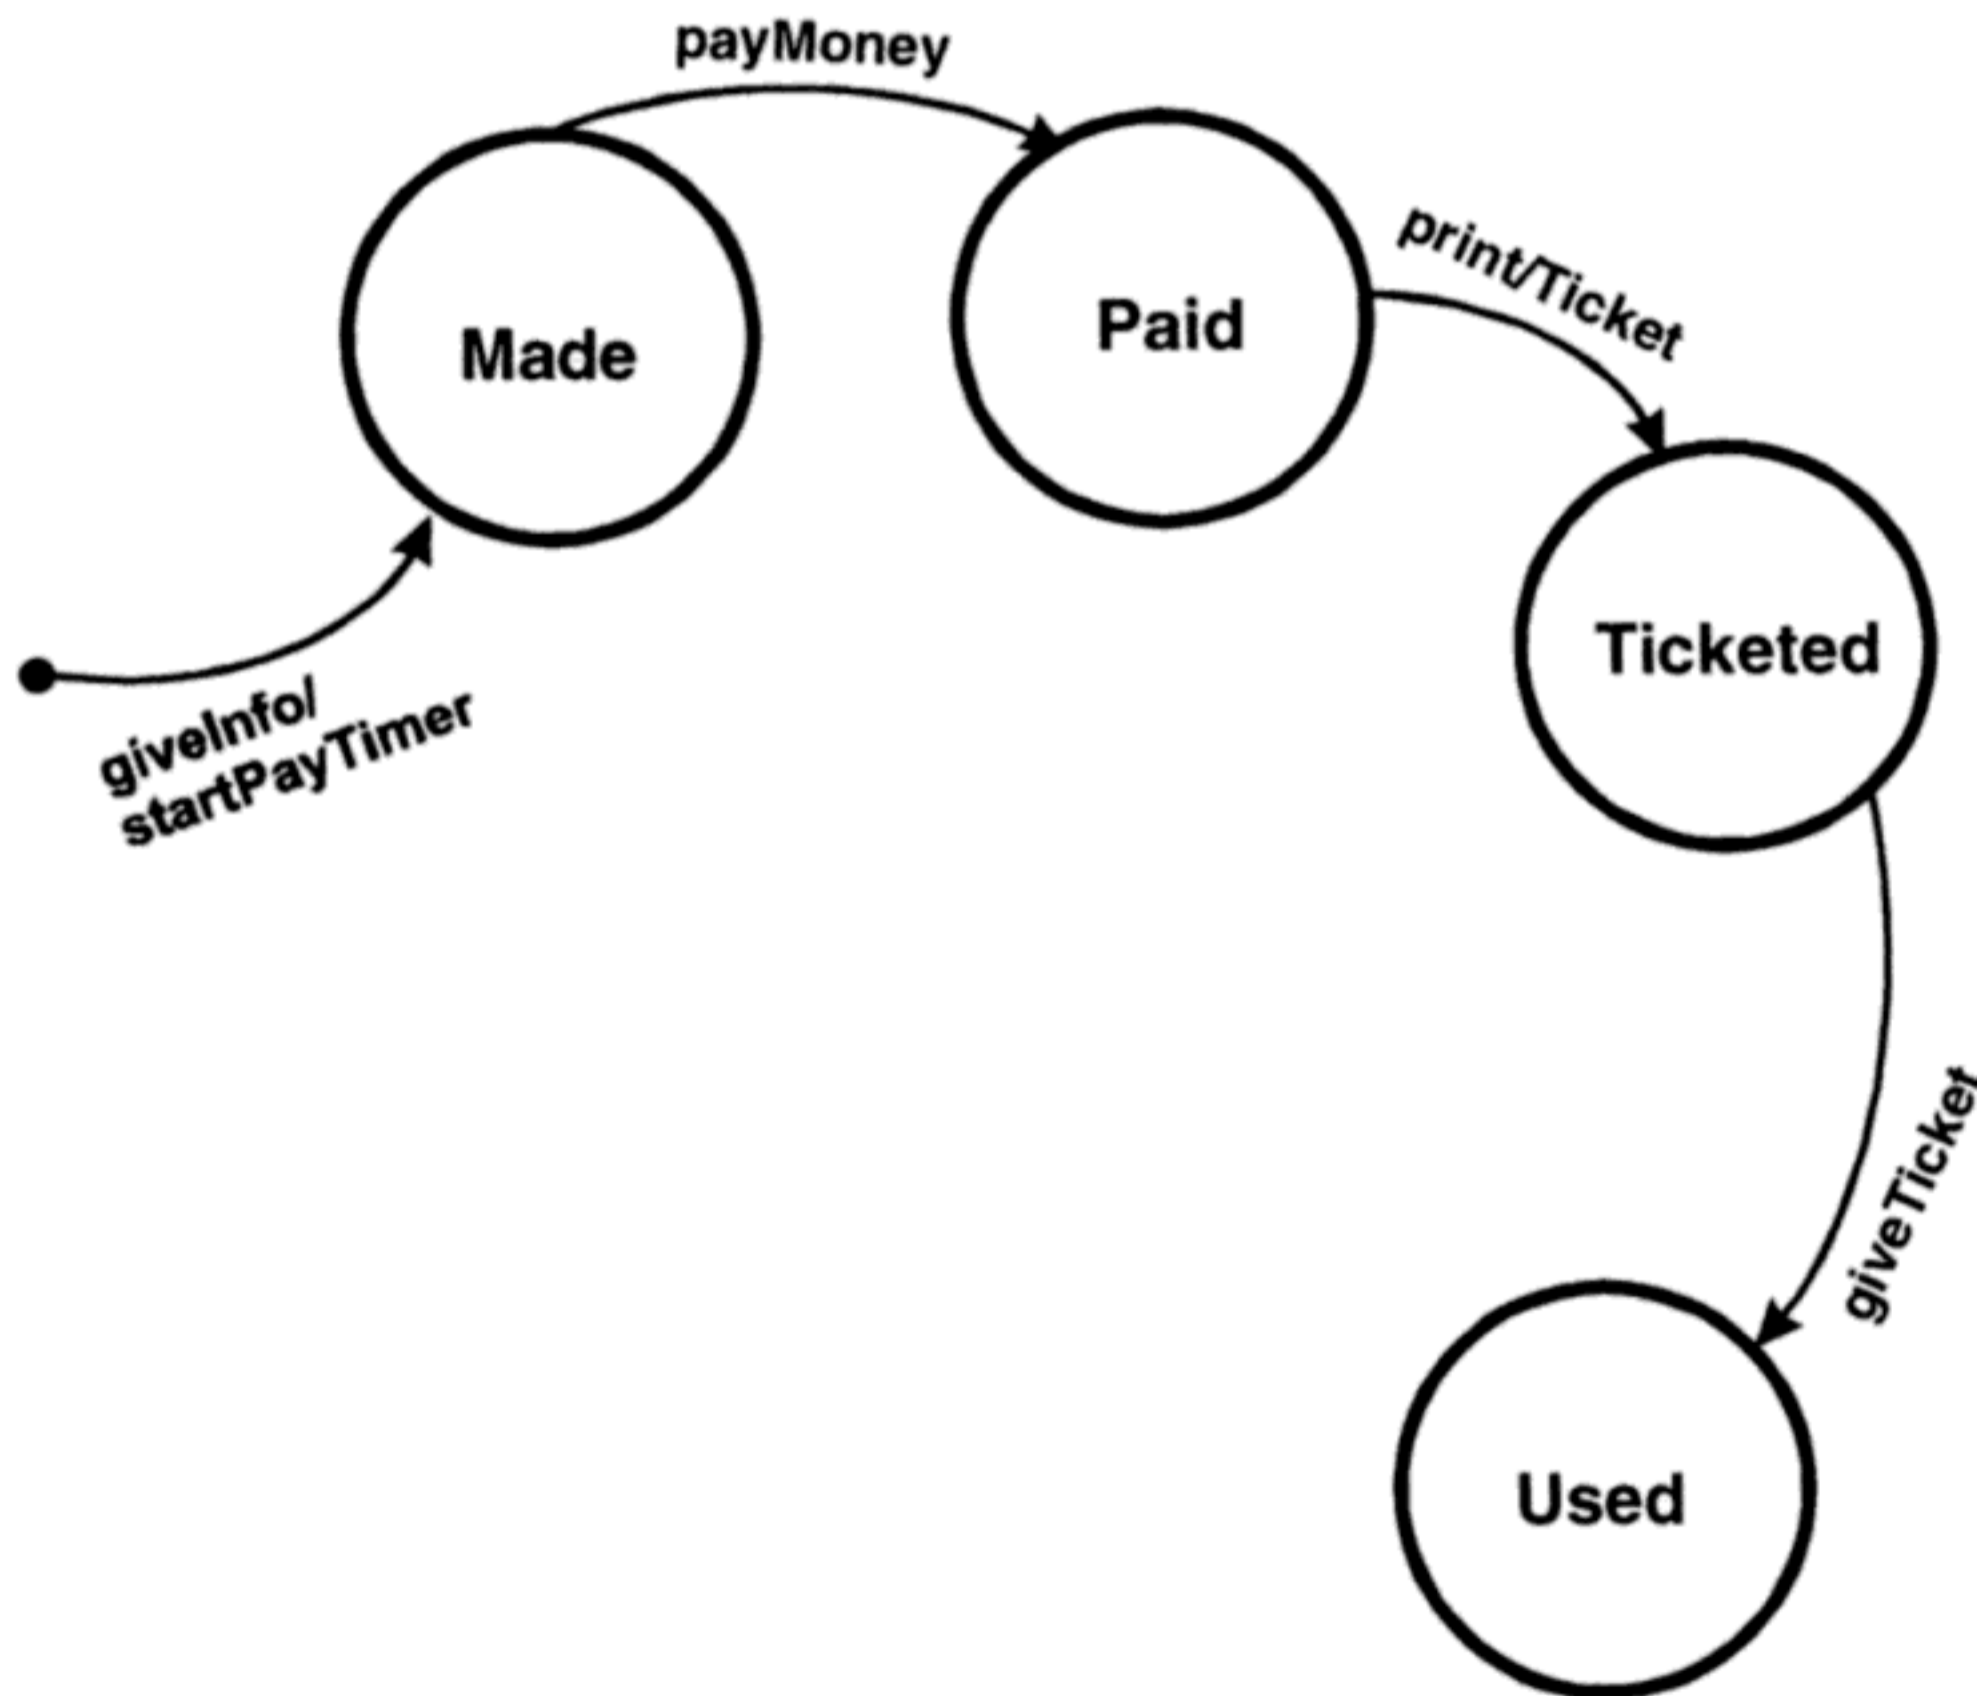 payMoney
Made
Paid
print/Ticket
Ticketed
giveInfo/
startPayTimer
giveTicket
Used